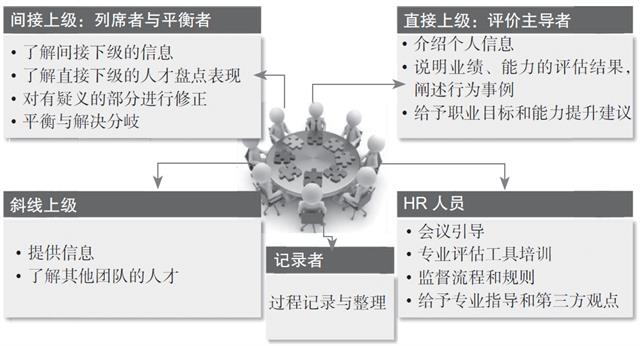 间接上级：列席者与平衡者
• 了解间接下级的信息
• 了解直接下级的人才盘点表现
• 对有疑义的部分进行修正
• 平衡与解决分歧
直接上级：评价主导者
• 介绍个人信息
• 说明业绩、能力的评估结果，
阐述行为事例
• 给予职业目标和能力提升建议
斜线上级
• 提供信息
• 了解其他团队的人才
记录者
过程记录与整理
HR 人员
• 会议引导
• 专业评估工具培训
• 监督流程和规则
• 给予专业指导和第三方观点